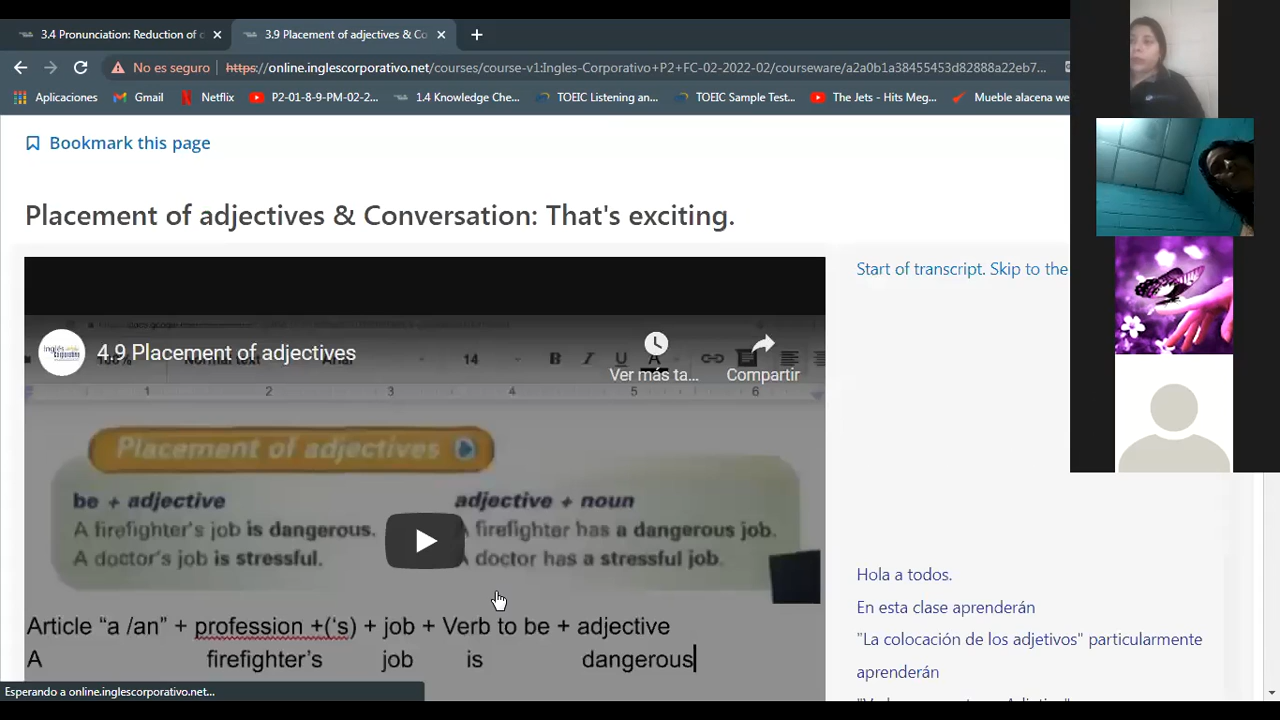 3.4 Pronunciation: Reduction of c
3.9 Placement of adjectives & Co
No es seguro
https://online.inglescorporativo.net/courses/course-v1:Ingles-Corporativo+P2+FC-02-2022-02/courseware/a2a0b1a38455453d82888a22eb7...
Aplicaciones
Gmail
Netflix
P2-01-8-9-PM-02-2...
1.4 Knowledge Che...
TOEIC Listening an...
TOEIC Sample Test...
The Jets - Hits Meg...
Mueble alacena we
Bookmark this page
Placement of adjectives & Conversation: That's exciting.
Start of transcript. Skip to the
4.9 Placement of adjectives
Ver más ta...
Compartir
14
B I U A
1 2 3 4 5 6
Placement of adjectives
be + adjective
A firefighter's job is dangerous.
A doctor's job is stressful.
adjective + noun
A firefighter has a dangerous job.
A doctor has a stressful job.
Article “a /an” + profession +(‘s) + job + Verb to be + adjective
A firefighter’s job is dangerous
Hola a todos.
En esta clase aprenderán
"La colocación de los adjetivos" particularmente
aprenderán
Esperando a online.inglescorporativo.net...